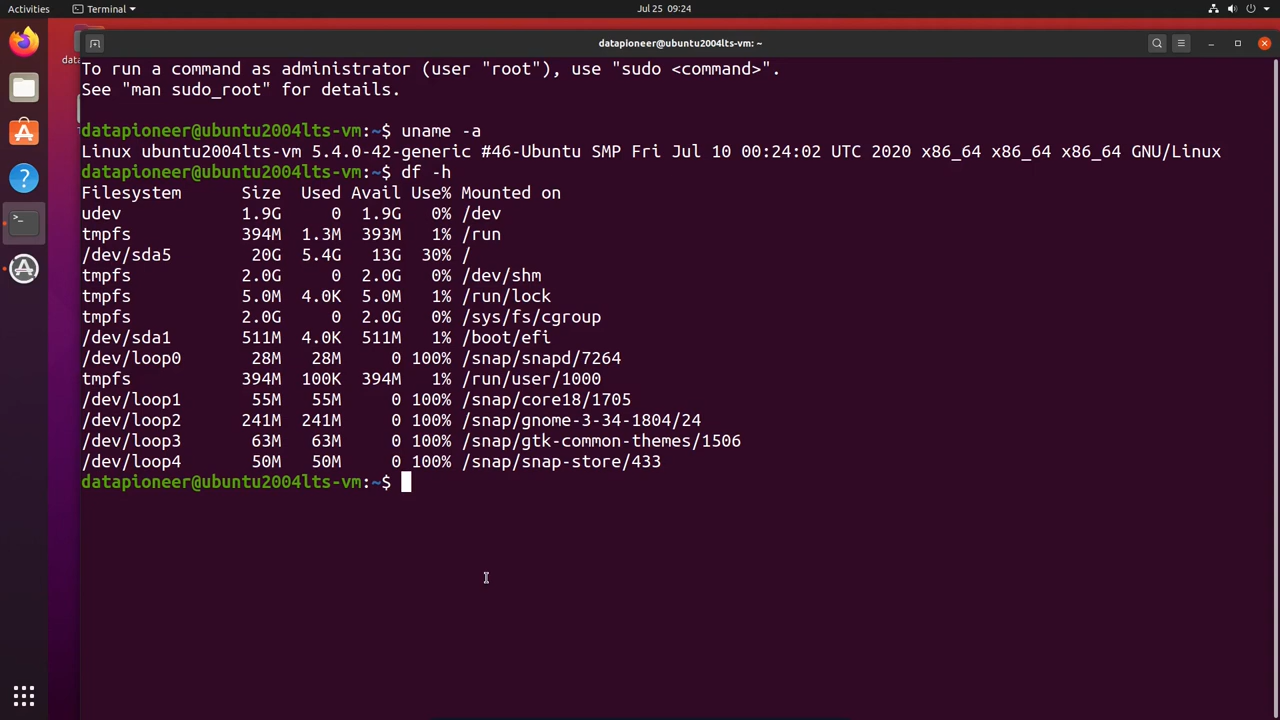 Activities Terminal Jul 25 09:24
datapioneer@ubuntu2004lts-vm: ~
To run a command as administrator (user "root"), use "sudo <command>".
See "man sudo_root" for details.
datapioneer@ubuntu2004lts-vm:~$ uname -a
Linux ubuntu2004lts-vm 5.4.0-42-generic #46-Ubuntu SMP Fri Jul 10 00:24:02 UTC 2020 x86_64 x86_64 x86_64 GNU/Linux
datapioneer@ubuntu2004lts-vm:~$ df -h
Filesystem      Size  Used Avail Use% Mounted on
udev            1.9G     0  1.9G   0% /dev
tmpfs           394M  1.3M  393M   1% /run
/dev/sda5        20G  5.4G   13G  30% /
tmpfs           2.0G     0  2.0G   0% /dev/shm
tmpfs           5.0M  4.0K  5.0M   1% /run/lock
tmpfs           2.0G     0  2.0G   0% /sys/fs/cgroup
/dev/sda1       511M  4.0K  511M   1% /boot/efi
/dev/loop0       28M   28M     0 100% /snap/snapd/7264
tmpfs           394M  100K  394M   1% /run/user/1000
/dev/loop1       55M   55M     0 100% /snap/core18/1705
/dev/loop2      241M  241M     0 100% /snap/gnome-3-34-1804/24
/dev/loop3       63M   63M     0 100% /snap/gtk-common-themes/1506
/dev/loop4       50M   50M     0 100% /snap/snap-store/433
datapioneer@ubuntu2004lts-vm:~$